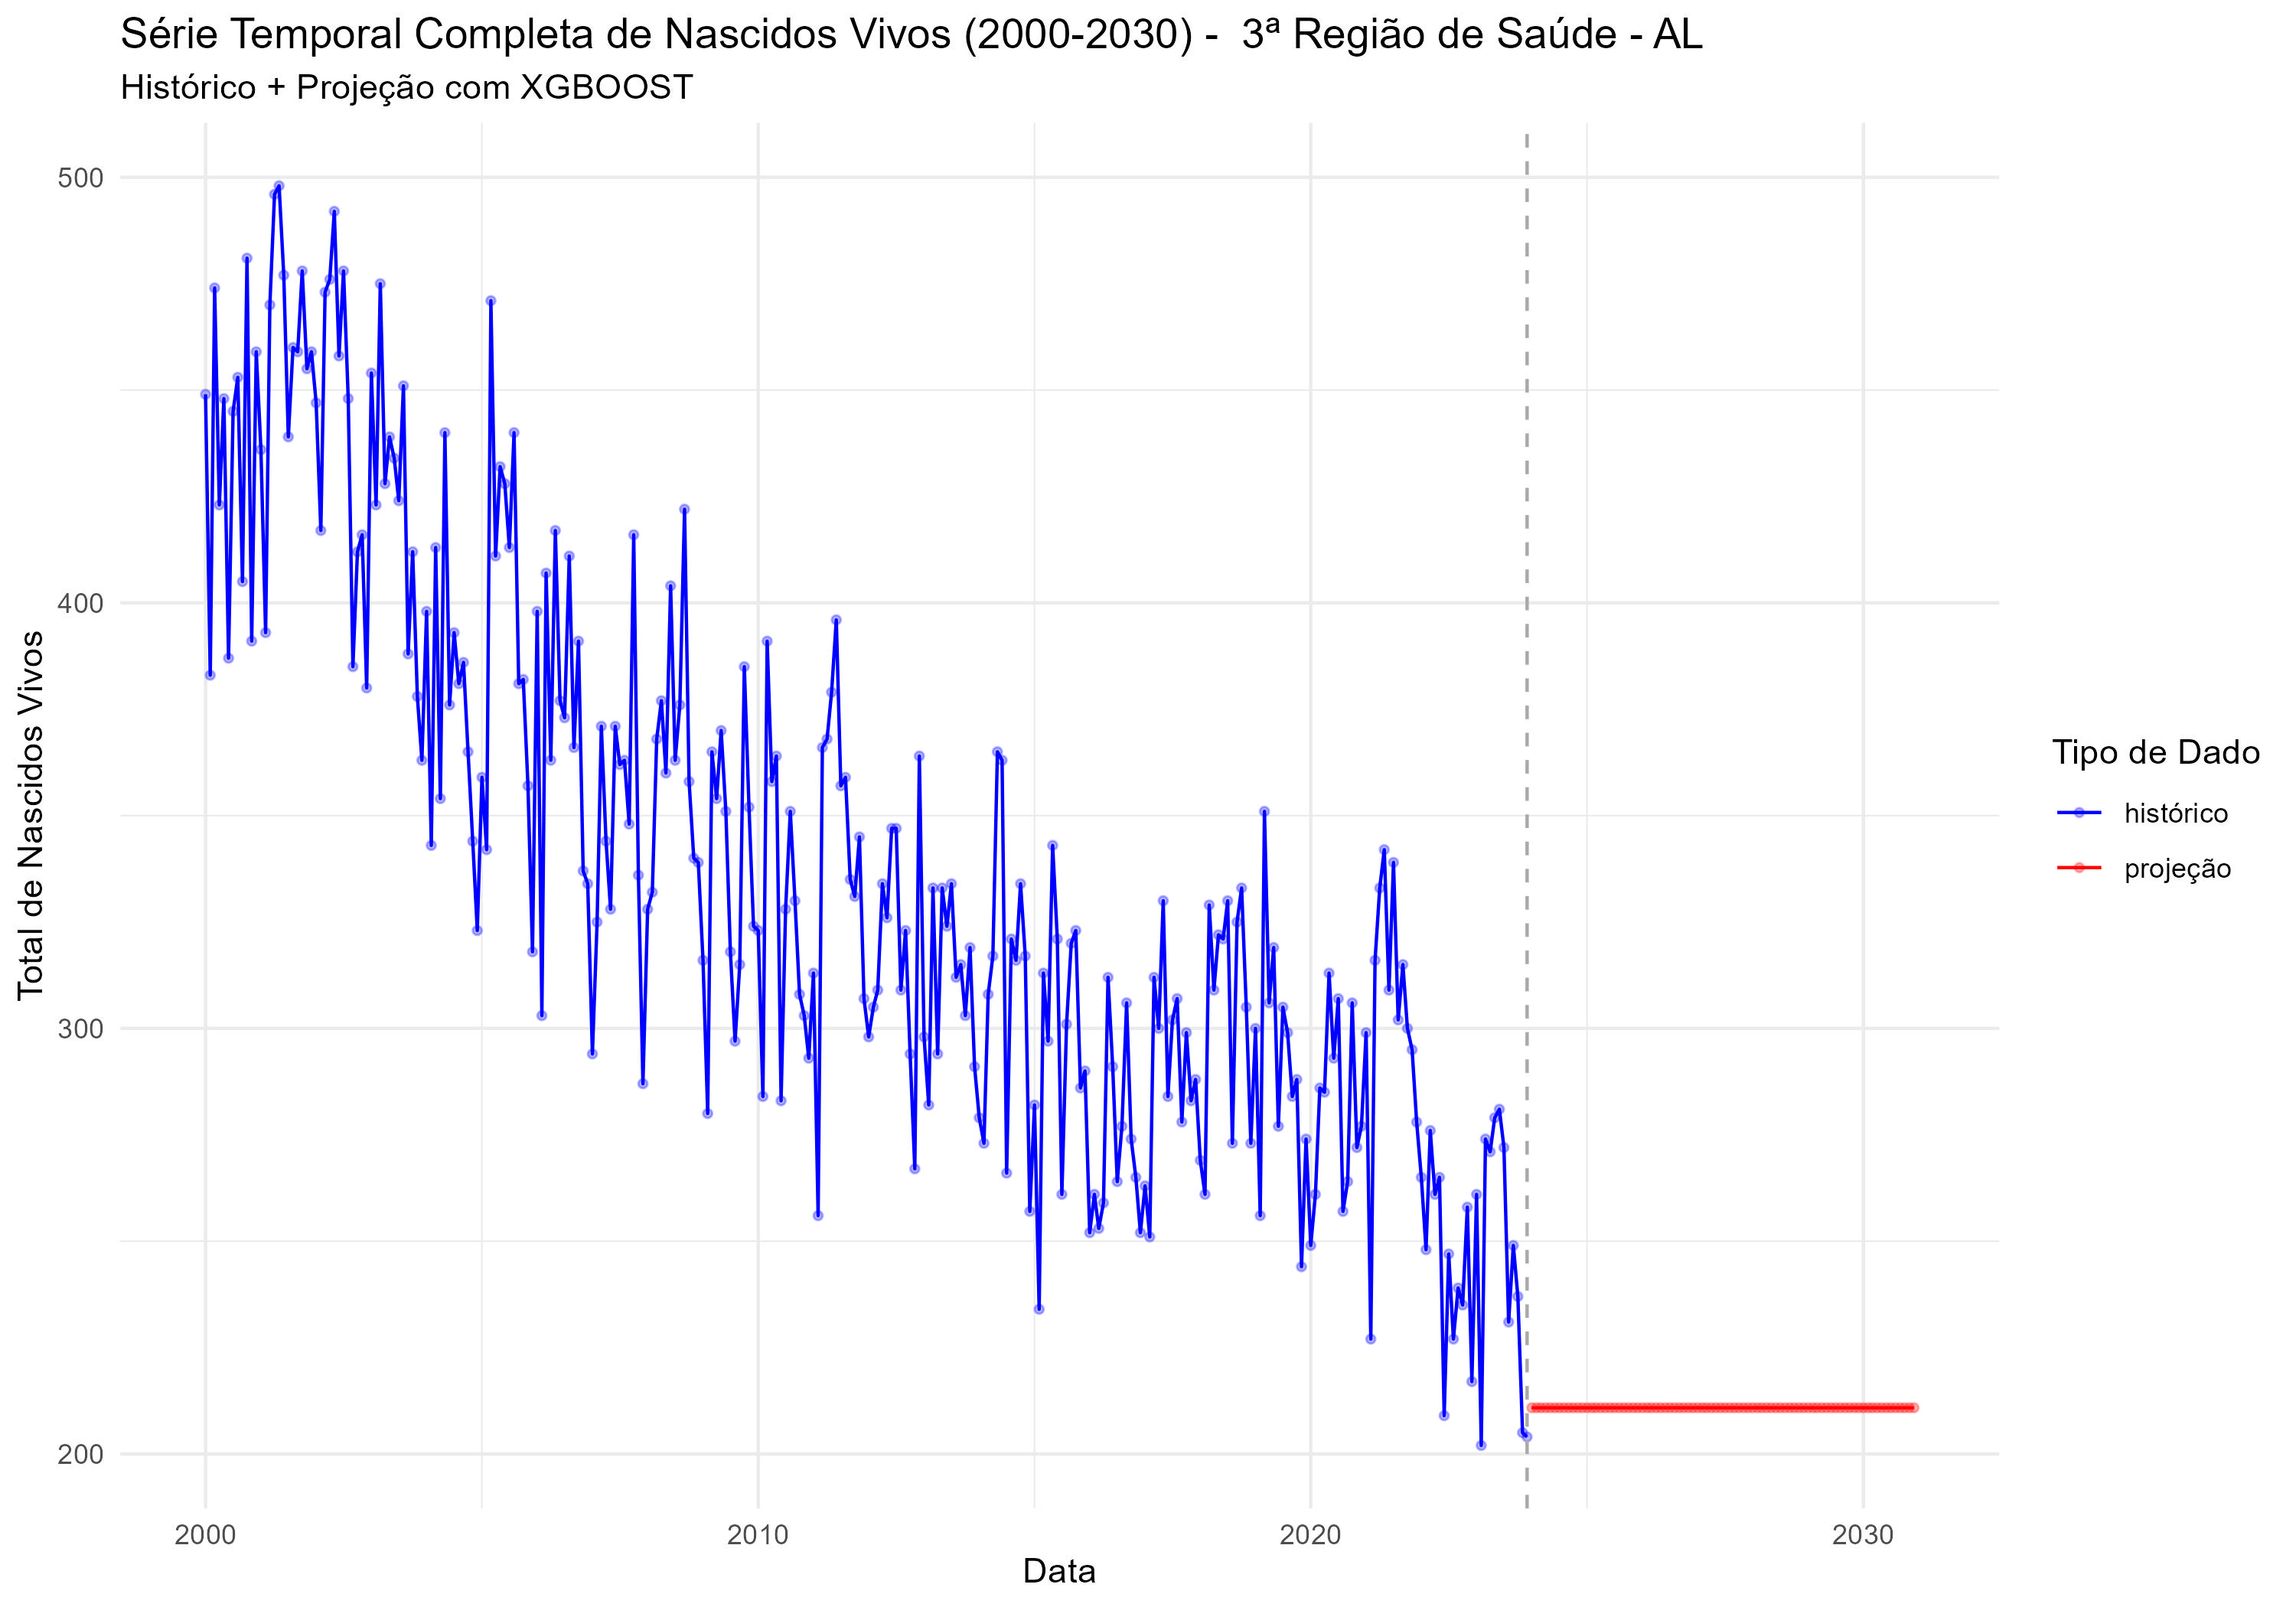 Série Temporal Completa de Nascidos Vivos (2000-2030) -  3ª Região de Saúde - AL
Histórico + Projeção com XGBOOST
500
400
300
200
Total de Nascidos Vivos
2000
2010
2020
2030
Data
Tipo de Dado
histórico
projeção